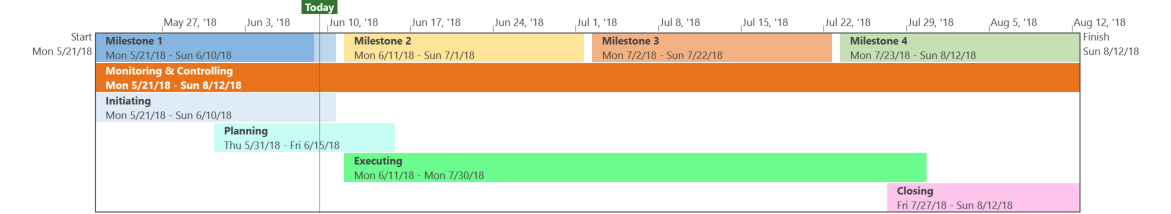 Today
May 27, '18 Jun 3, '18 Jun 10, '18 Jun 17, '18 Jun 24, '18 Jul 1, '18 Jul 8, '18 Jul 15, '18 Jul 22, '18 Jul 29, '18 Aug 5, '18 Aug 12, '18
Start
Mon 5/21/18
Milestone 1
Mon 5/21/18 - Sun 6/10/18
Milestone 2
Mon 6/11/18 - Sun 7/1/18
Milestone 3
Mon 7/2/18 - Sun 7/22/18
Milestone 4
Mon 7/23/18 - Sun 8/12/18
Finish
Sun 8/12/18
Monitoring & Controlling
Mon 5/21/18 - Sun 8/12/18
Initiating
Mon 5/21/18 - Sun 6/10/18
Planning
Thu 5/31/18 - Fri 6/15/18
Executing
Mon 6/11/18 - Mon 7/30/18
Closing
Fri 7/27/18 - Sun 8/12/18